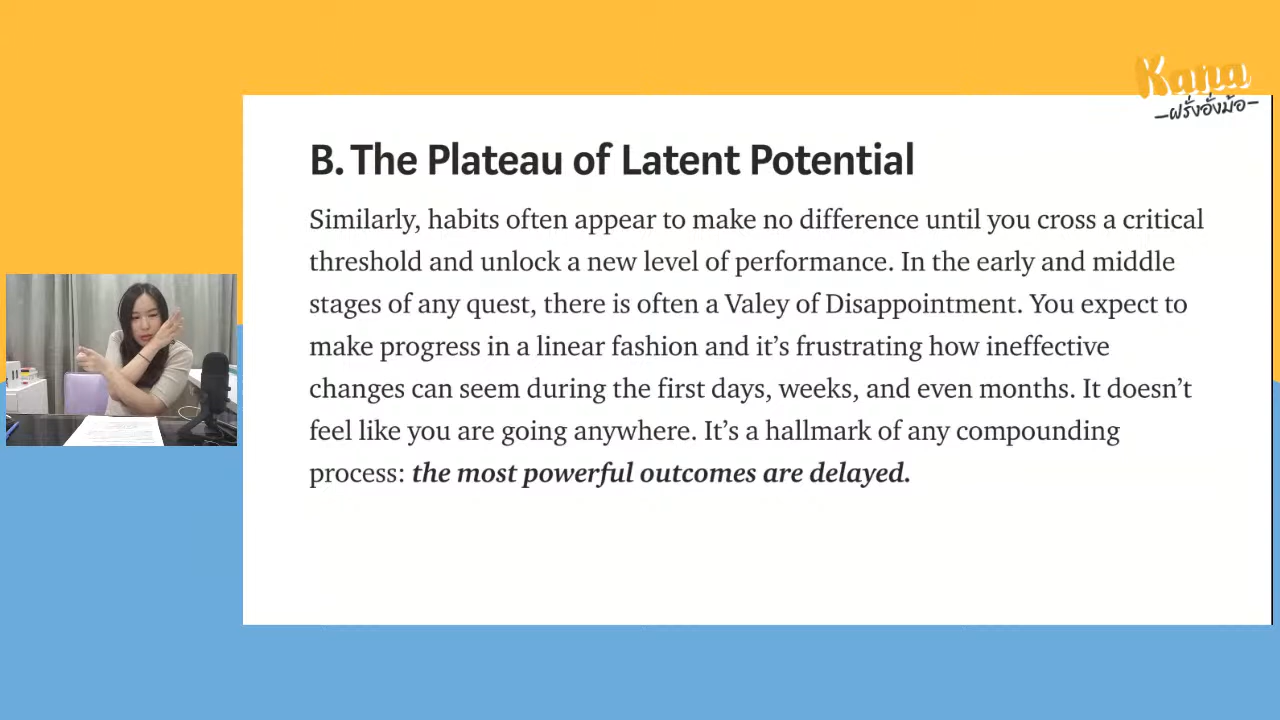 Kana
—ฝรั่งอั่งม้อ—
B. The Plateau of Latent Potential
Similarly, habits often appear to make no difference until you cross a critical
threshold and unlock a new level of performance. In the early and middle
stages of any quest, there is often a Valey of Disappointment. You expect to
make progress in a linear fashion and it’s frustrating how ineffective
changes can seem during the first days, weeks, and even months. It doesn’t
feel like you are going anywhere. It’s a hallmark of any compounding
process: the most powerful outcomes are delayed.